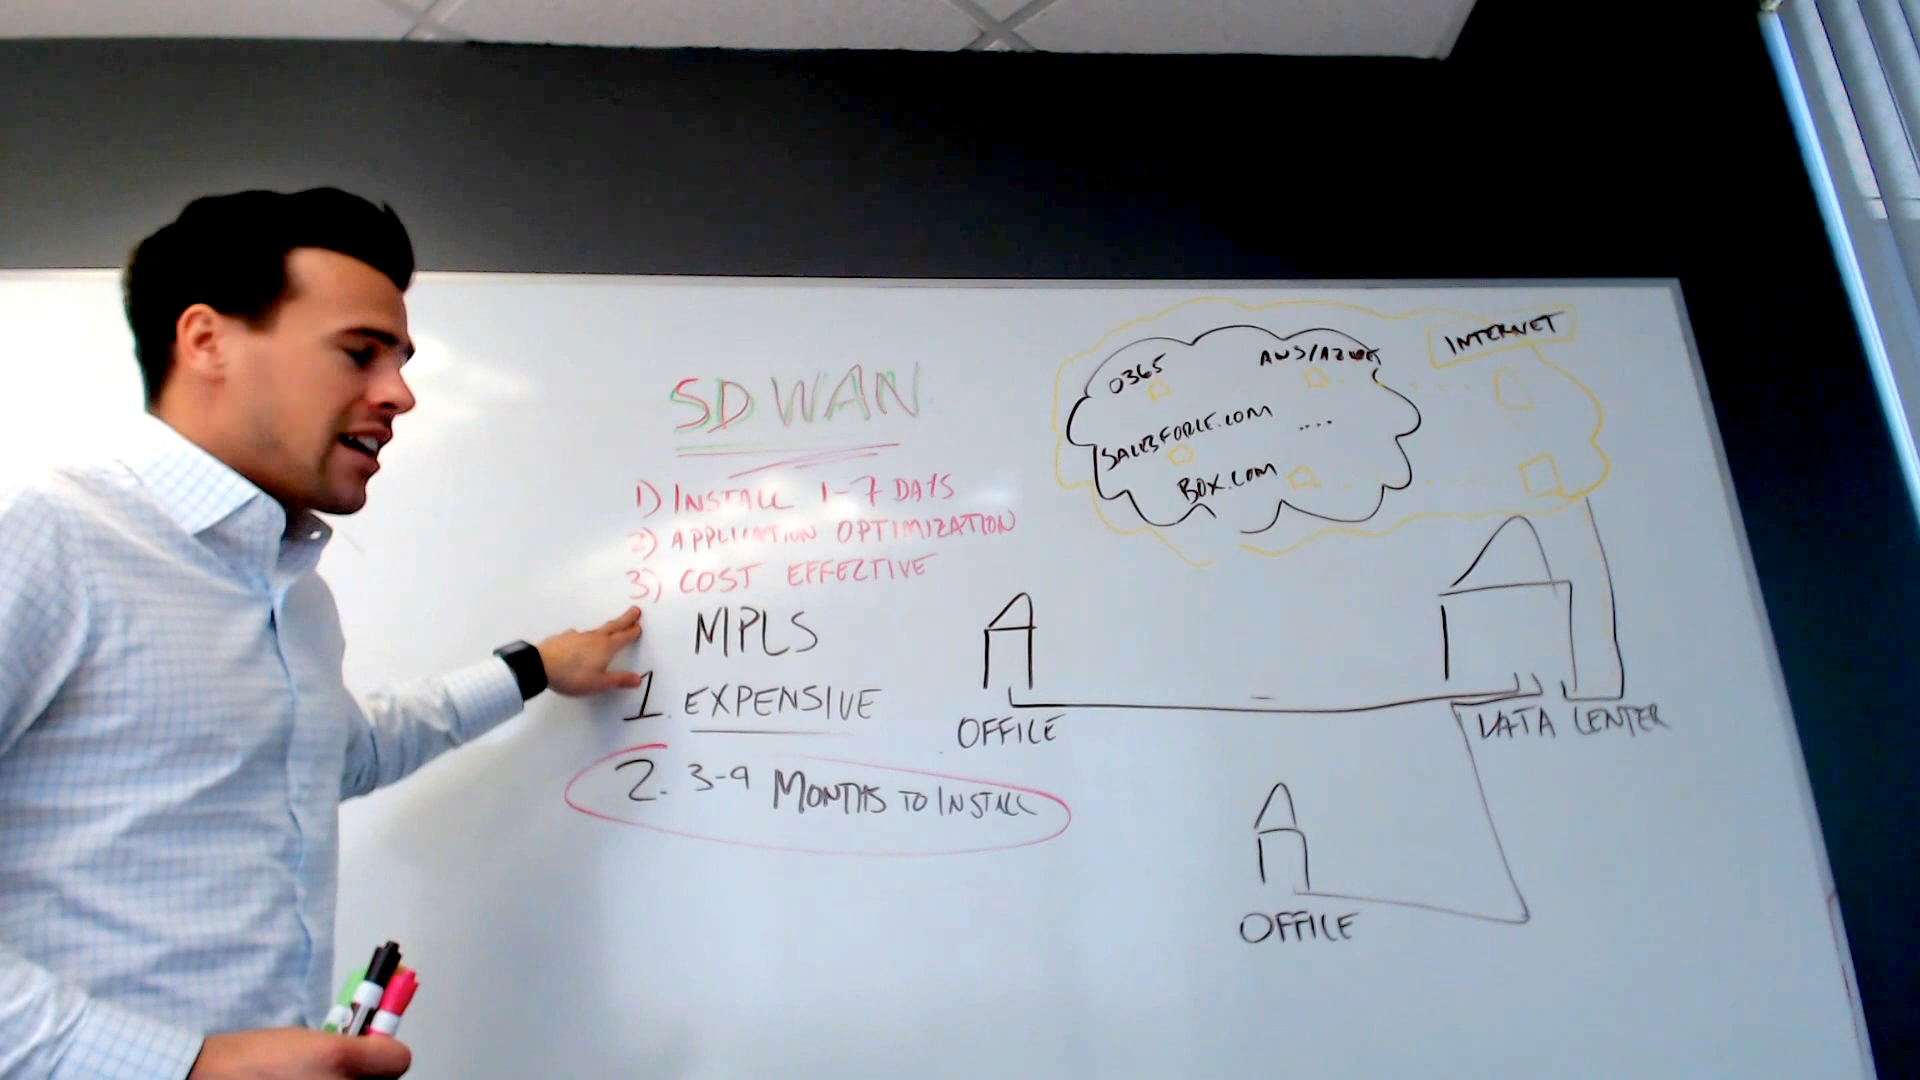 SD WAN
1) INSTALL 1-7 DAYS
2) APPLICATION OPTIMIZATION
3) COST EFFECTIVE
MPLS
1. EXPENSIVE
2. 3-9 MONTHS TO INSTALL
O365
AWS/AZURE
INTERNET
SALESFORCE.COM
....
BOX.COM
OFFICE
DATA CENTER
OFFICE